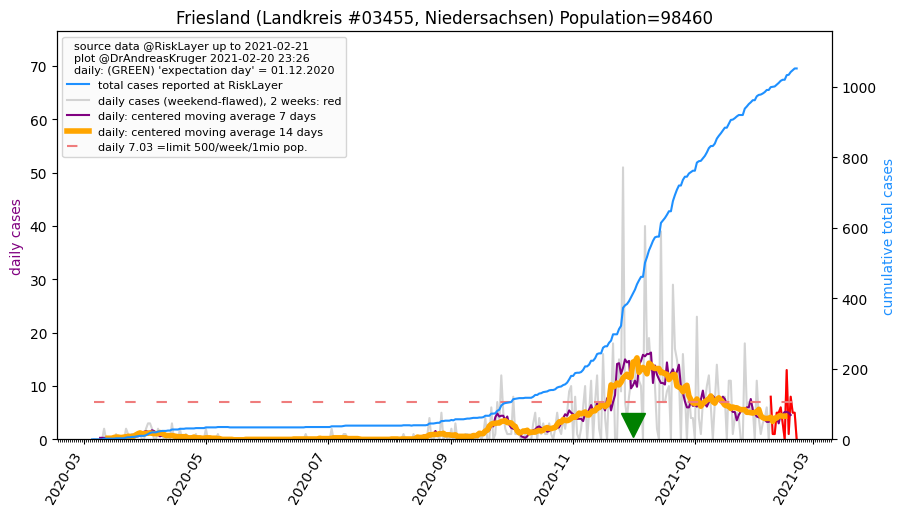 Friesland (Landkreis #03455, Niedersachsen) Population=98460
source data @RiskLayer up to 2021-02-21
plot @DrAndreasKruger 2021-02-20 23:26
daily: (GREEN) 'expectation day' = 01.12.2020
total cases reported at RiskLayer
daily cases (weekend-flawed), 2 weeks: red
daily: centered moving average 7 days
daily: centered moving average 14 days
daily 7.03 =limit 500/week/1mio pop.
daily cases
70
60
50
40
30
20
10
0
cumulative total cases
1000
800
600
400
200
0
2020-03
2020-05
2020-07
2020-09
2020-11
2021-01
2021-03